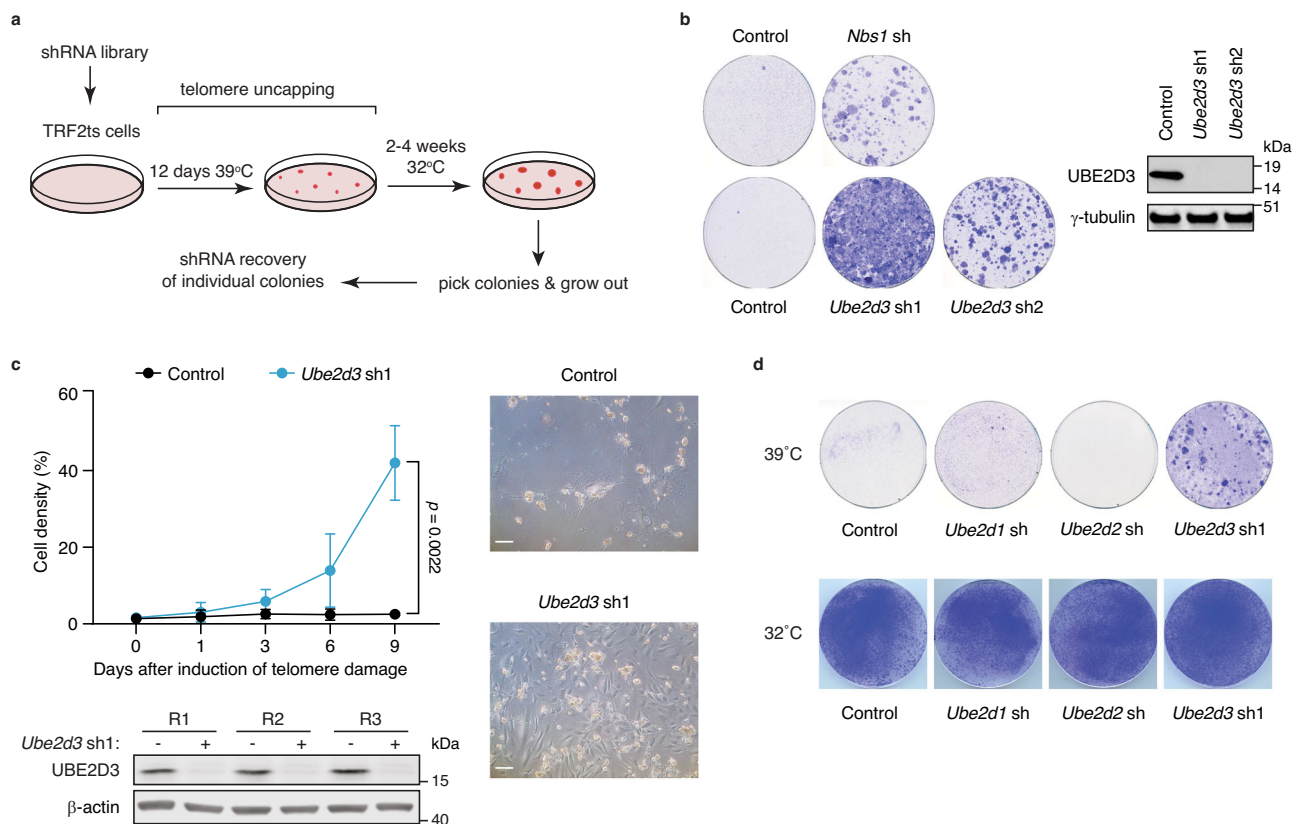 a
shRNA library
TRF2ts cells
telomere uncapping
12 days 39°C
2-4 weeks
32°C
pick colonies & grow out
shRNA recovery
of individual colonies
b
Control
Nbs1 sh
Control
Ube2d3 sh1
Ube2d3 sh2
Control
Ube2d3 sh1
Ube2d3 sh2
kDa
UBE2D3
19
14
γ-tubulin
51
c
Control
Ube2d3 sh1
Cell density (%)
60
40
20
0
p = 0.0022
0
1
3
6
9
Days after induction of telomere damage
R1
R2
R3
Ube2d3 sh1:
-
+
-
+
-
+
kDa
UBE2D3
15
β-actin
40
Control
Ube2d3 sh1
d
39°C
Control
Ube2d1 sh
Ube2d2 sh
Ube2d3 sh1
32°C
Control
Ube2d1 sh
Ube2d2 sh
Ube2d3 sh1